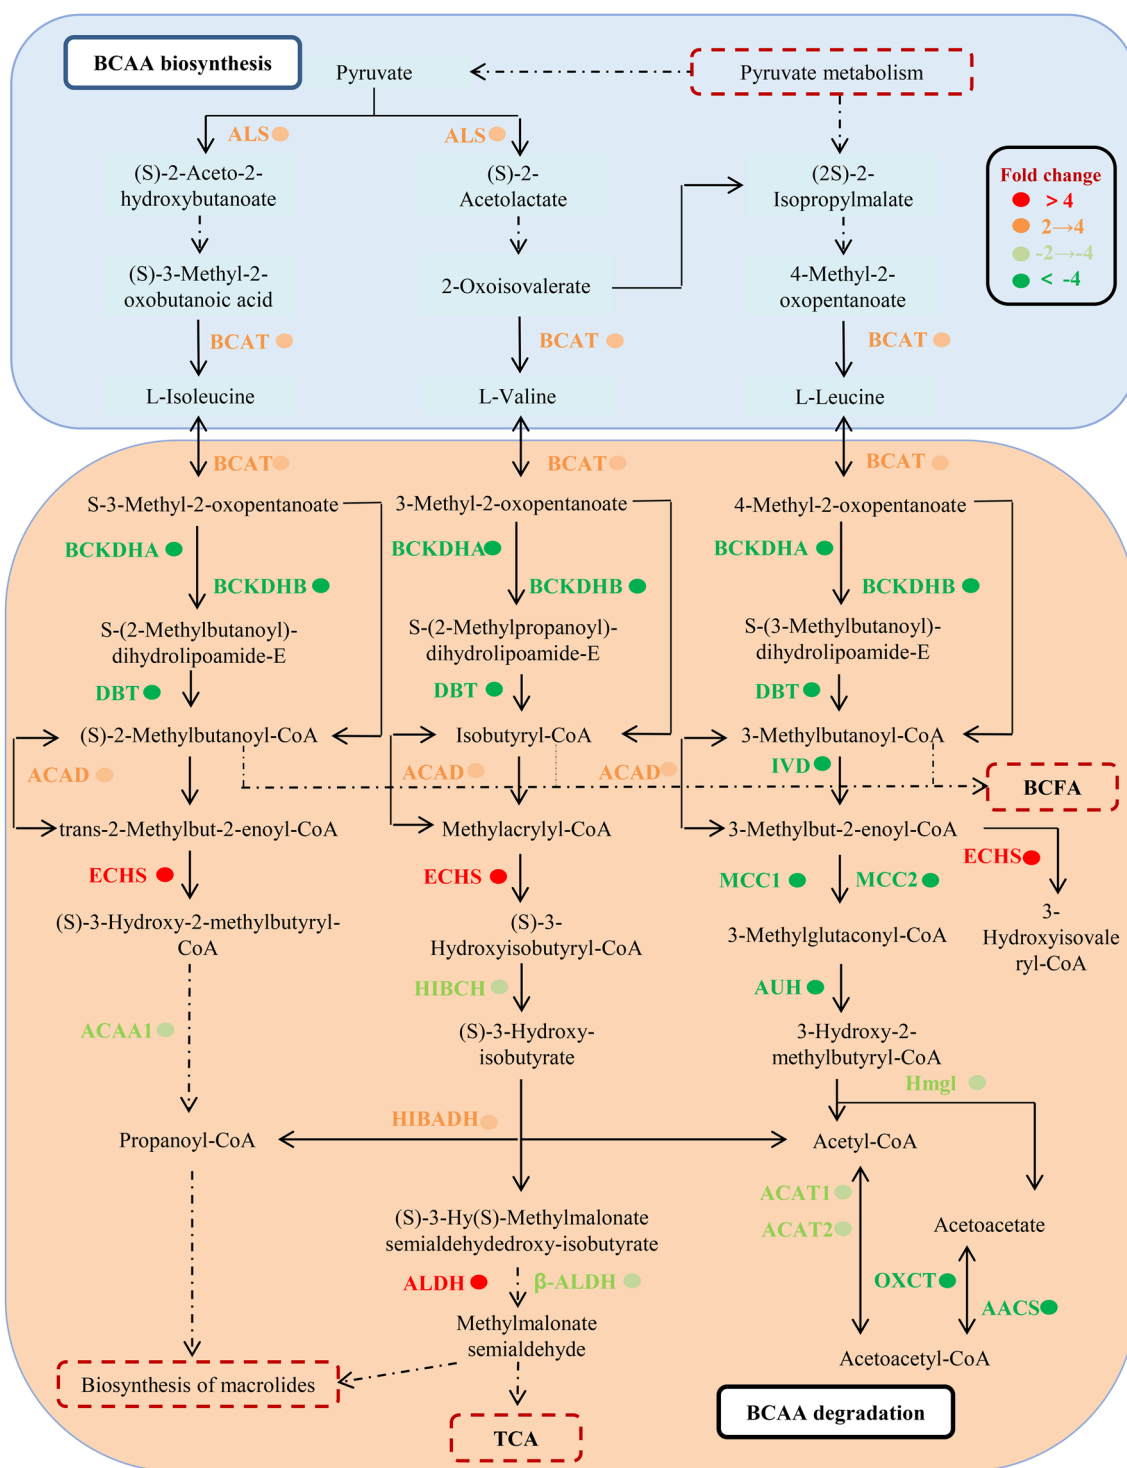 BCAA biosynthesis
Pyruvate
Pyruvate metabolism
ALS
ALS
(S)-2-Aceto-2-
hydroxybutanoate
(S)-2-
Acetolactate
(2S)-2-
Isopropylmalate
Fold change
> 4
2→4
-2→-4
< -4
(S)-3-Methyl-2-
oxobutanoic acid
2-Oxoisovalerate
4-Methyl-2-
oxopentanoate
BCAT
BCAT
BCAT
L-Isoleucine
L-Valine
L-Leucine
BCAT
BCAT
BCAT
S-3-Methyl-2-oxopentanoate
3-Methyl-2-oxopentanoate
4-Methyl-2-oxopentanoate
BCKDHA
BCKDHA
BCKDHA
BCKDHB
BCKDHB
BCKDHB
S-(2-Methylbutanoyl)-
dihydrolipoamide-E
S-(2-Methylpropanoyl)-
dihydrolipoamide-E
S-(3-Methylbutanoyl)-
dihydrolipoamide-E
DBT
DBT
DBT
(S)-2-Methylbutanoyl-CoA
Isobutyryl-CoA
3-Methylbutanoyl-CoA
ACAD
ACAD
ACAD
IVD
BCFA
trans-2-Methylbut-2-enoyl-CoA
Methylacrylyl-CoA
3-Methylbut-2-enoyl-CoA
ECHS
ECHS
MCC1
MCC2
ECHS
(S)-3-Hydroxy-2-methylbutyryl-
CoA
(S)-3-
Hydroxyisobutyryl-CoA
3-Methylglutaconyl-CoA
3-
Hydroxyisovale
ryl-CoA
HIBCH
AUH
ACAA1
(S)-3-Hydroxy-
isobutyrate
3-Hydroxy-2-
methylbutyryl-CoA
Hmgl
HIBADH
Propanoyl-CoA
Acetyl-CoA
ACAT1
ACAT2
(S)-3-Hy(S)-Methylmalonate
semialdehydedroxy-isobutyrate
Acetoacetate
ALDH
β-ALDH
OXCT
AACS
Methylmalonate
semialdehyde
Acetoacetyl-CoA
Biosynthesis of macrolides
BCAA degradation
TCA